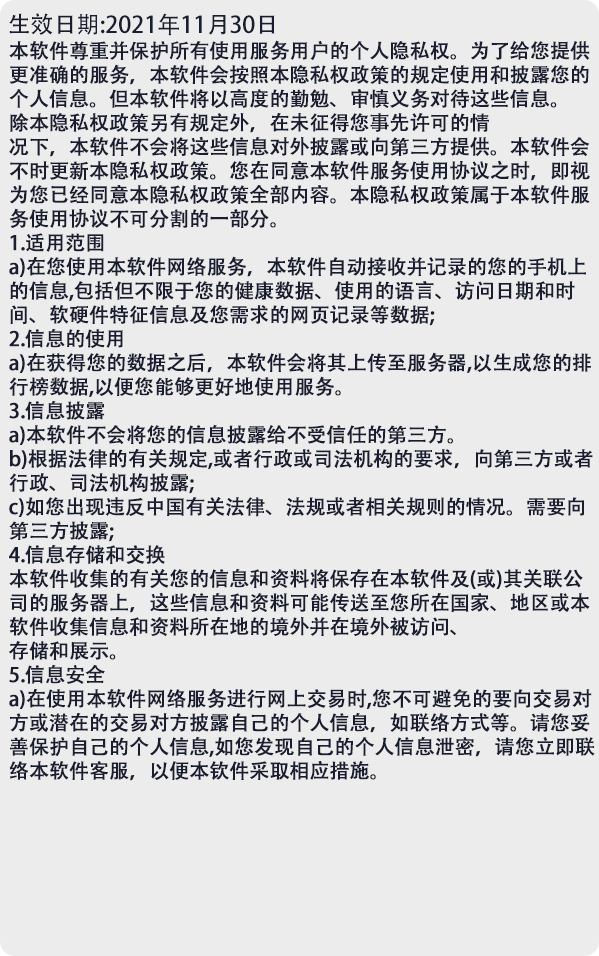 生效日期:2021年11月30日
本软件尊重并保护所有使用服务用户的个人隐私权。为了给您提供
更准确的服务，本软件会按照本隐私权政策的规定使用和披露您的
个人信息。但本软件将以高度的勤勉、审慎义务对待这些信息。
除本隐私权政策另有规定外，在未征得您事先许可的情
况下，本软件不会将这些信息对外披露或向第三方提供。本软件会
不时更新本隐私权政策。您在同意本软件服务使用协议之时，即视
为您已经同意本隐私权政策全部内容。本隐私权政策属于本软件服
务使用协议不可分割的一部分。
1.适用范围
a)在您使用本软件网络服务，本软件自动接收并记录的您的手机上
的信息,包括但不限于您的健康数据、使用的语言、访问日期和时
间、软硬件特征信息及您需求的网页记录等数据;
2.信息的使用
a)在获得您的数据之后，本软件会将其上传至服务器,以生成您的排
行榜数据,以便您能够更好地使用服务。
3.信息披露
a)本软件不会将您的信息披露给不受信任的第三方。
b)根据法律的有关规定,或者行政或司法机构的要求，向第三方或者
行政、司法机构披露;
c)如您出现违反中国有关法律、法规或者相关规则的情况。需要向
第三方披露;
4.信息存储和交换
本软件收集的有关您的信息和资料将保存在本软件及(或)其关联公
司的服务器上，这些信息和资料可能传送至您所在国家、地区或本
软件收集信息和资料所在地的境外并在境外被访问、
存储和展示。
5.信息安全
a)在使用本软件网络服务进行网上交易时,您不可避免的要向交易对
方或潜在的交易对方披露自己的个人信息，如联络方式等。请您妥
善保护自己的个人信息,如您发现自己的个人信息泄密，请您立即联
络本软件客服，以便本钦件采取相应措施。